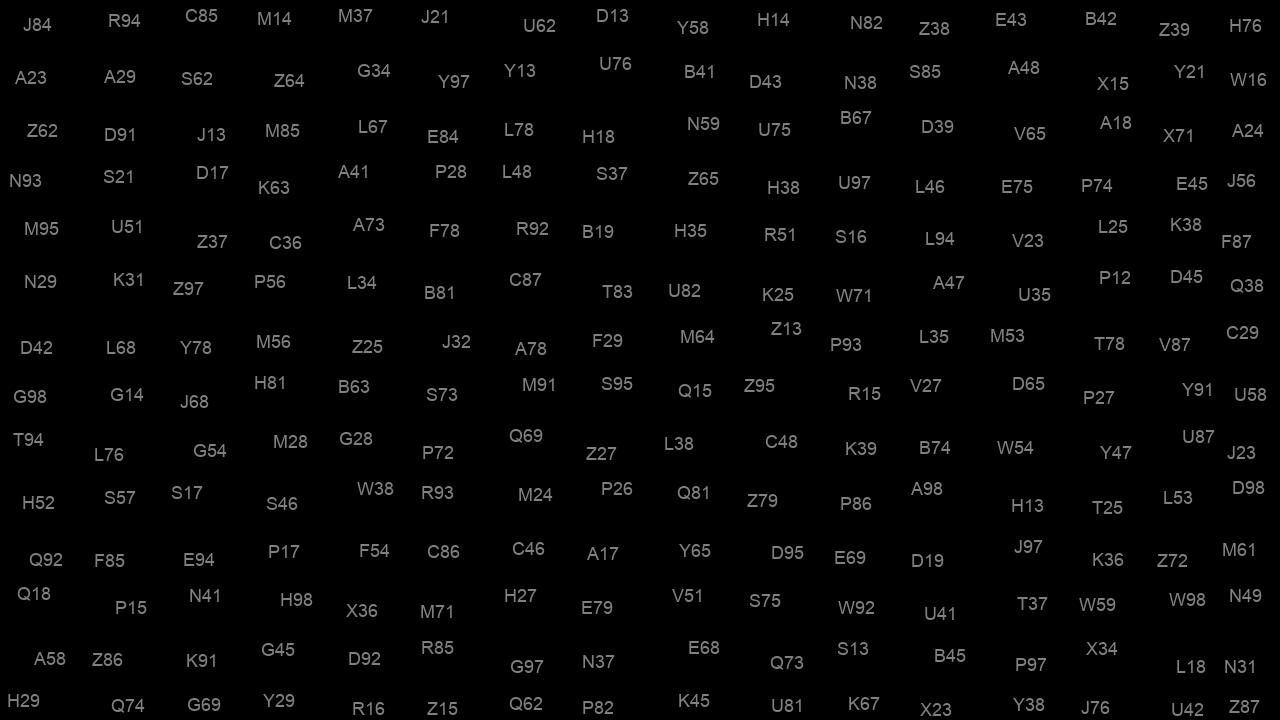 J84 R94 C85 M14 M37 J21 U62 D13 Y58 H14 N82 Z38 E43 B42 Z39 H76
A23 A29 S62 Z64 G34 Y97 Y13 U76 B41 D43 N38 S85 A48 X15 Y21 W16
Z62 D91 J13 M85 L67 E84 L78 H18 N59 U75 B67 D39 V65 A18 X71 A24
N93 S21 D17 K63 A41 P28 L48 S37 Z65 H38 U97 L46 E75 P74 E45 J56
M95 U51 Z37 C36 A73 F78 R92 B19 H35 R51 S16 L94 V23 L25 K38 F87
N29 K31 Z97 P56 L34 B81 C87 T83 U82 K25 W71 A47 U35 P12 D45 Q38
D42 L68 Y78 M56 Z25 J32 A78 F29 M64 Z13 P93 L35 M53 T78 V87 C29
G98 G14 J68 H81 B63 S73 M91 S95 Q15 Z95 R15 V27 D65 P27 Y91 U58
T94 L76 G54 M28 G28 P72 Q69 Z27 L38 C48 K39 B74 W54 Y47 U87 J23
H52 S57 S17 S46 W38 R93 M24 P26 Q81 Z79 P86 A98 H13 T25 L53 D98
Q92 F85 E94 P17 F54 C86 C46 A17 Y65 D95 E69 D19 J97 K36 Z72 M61
Q18 P15 N41 H98 X36 M71 H27 E79 V51 S75 W92 U41 T37 W59 W98 N49
A58 Z86 K91 G45 D92 R85 G97 N37 E68 Q73 S13 B45 P97 X34 L18 N31
H29 Q74 G69 Y29 R16 Z15 Q62 P82 K45 U81 K67 X23 Y38 J76 U42 Z87